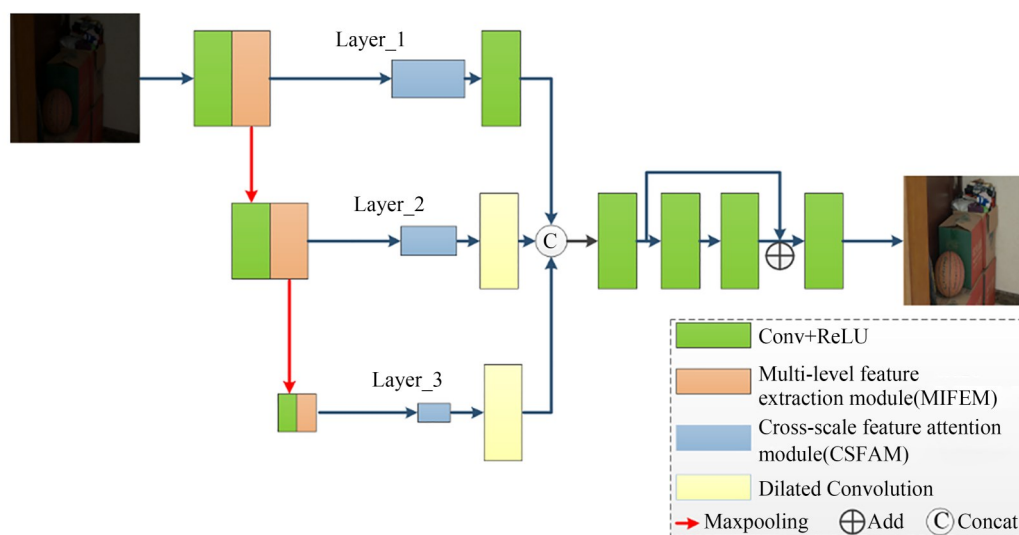 Layer_1
Layer_2
C
Layer_3
Conv+ReLU
Multi-level feature
extraction module(MIFEM)
Cross-scale feature attention
module(CSFAM)
Dilated Convolution
Maxpooling Add C Concat